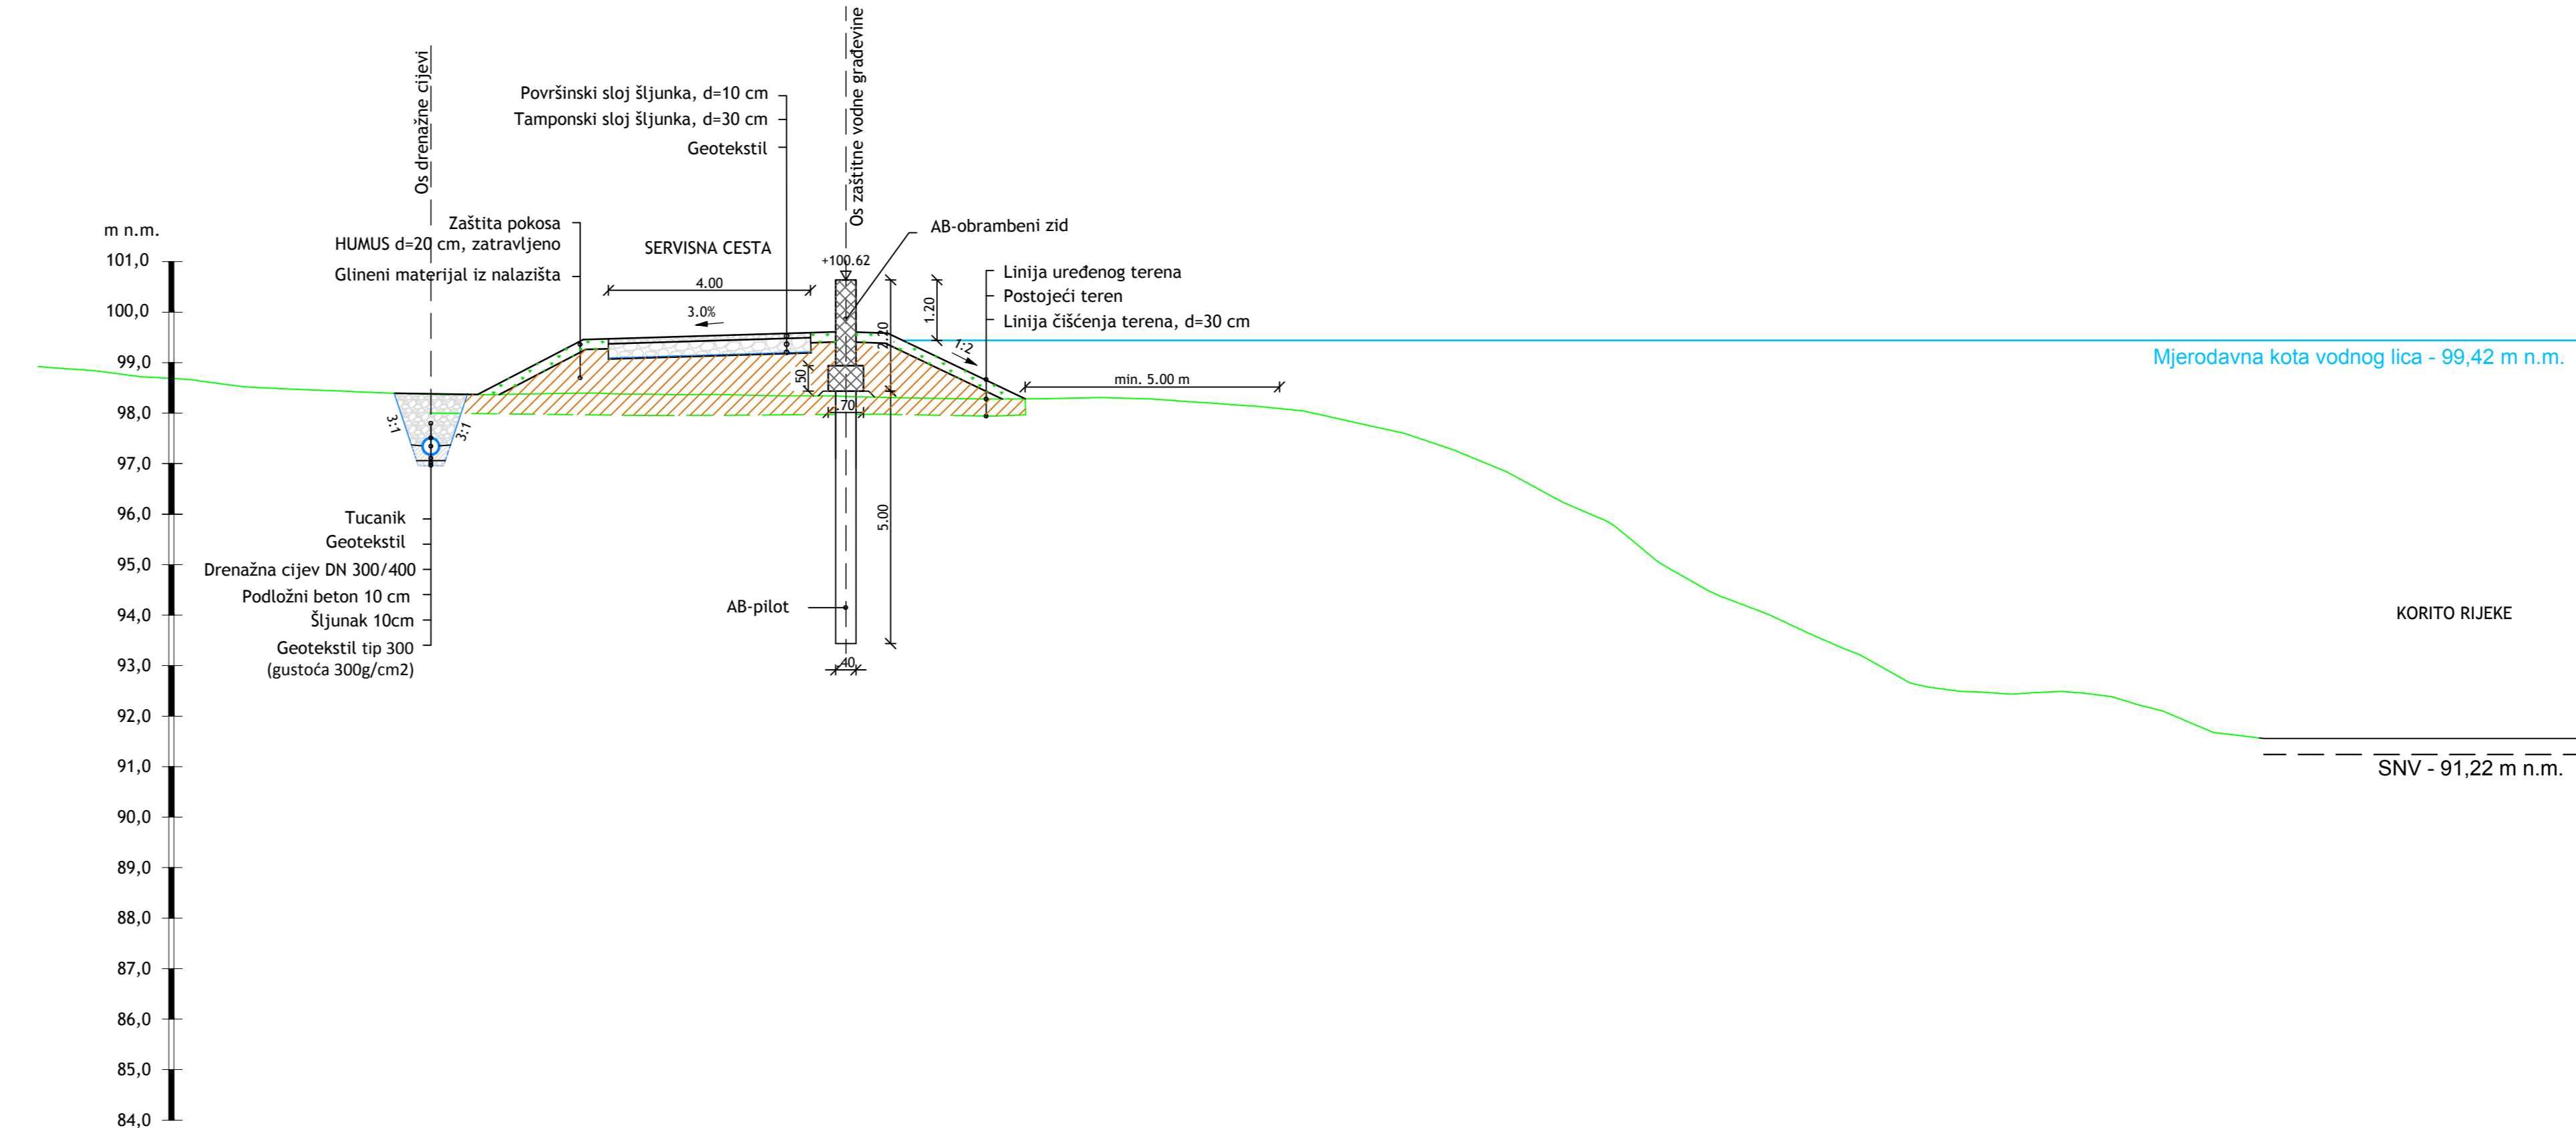 Os drenažne cijevi
Os zaštitne vodne građevine
Površinski sloj šljunka, d=10 cm
Tamponski sloj šljunka, d=30 cm
Geotekstil
Zaštita pokosa
HUMUS d=20 cm, zatravljeno
Glineni materijal iz nalazišta
SERVISNA CESTA
4.00
3.0%
+100.62
AB-obrambeni zid
2.20
1.20
1:2
Linija uređenog terena
Postojeći teren
Linija čišćenja terena, d=30 cm
min. 5.00 m
Mjerodavna kota vodnog lica - 99,42 m n.m.
50
.70
3:1
3:1
5.00
AB-pilot
.40
Tucanik
Geotekstil
Drenažna cijev DN 300/400
Podložni beton 10 cm
Šljunak 10cm
Geotekstil tip 300
(gustoća 300g/cm2)
KORITO RIJEKE
SNV - 91,22 m n.m.
m n.m.
101,0
100,0
99,0
98,0
97,0
96,0
95,0
94,0
93,0
92,0
91,0
90,0
89,0
88,0
87,0
86,0
85,0
84,0